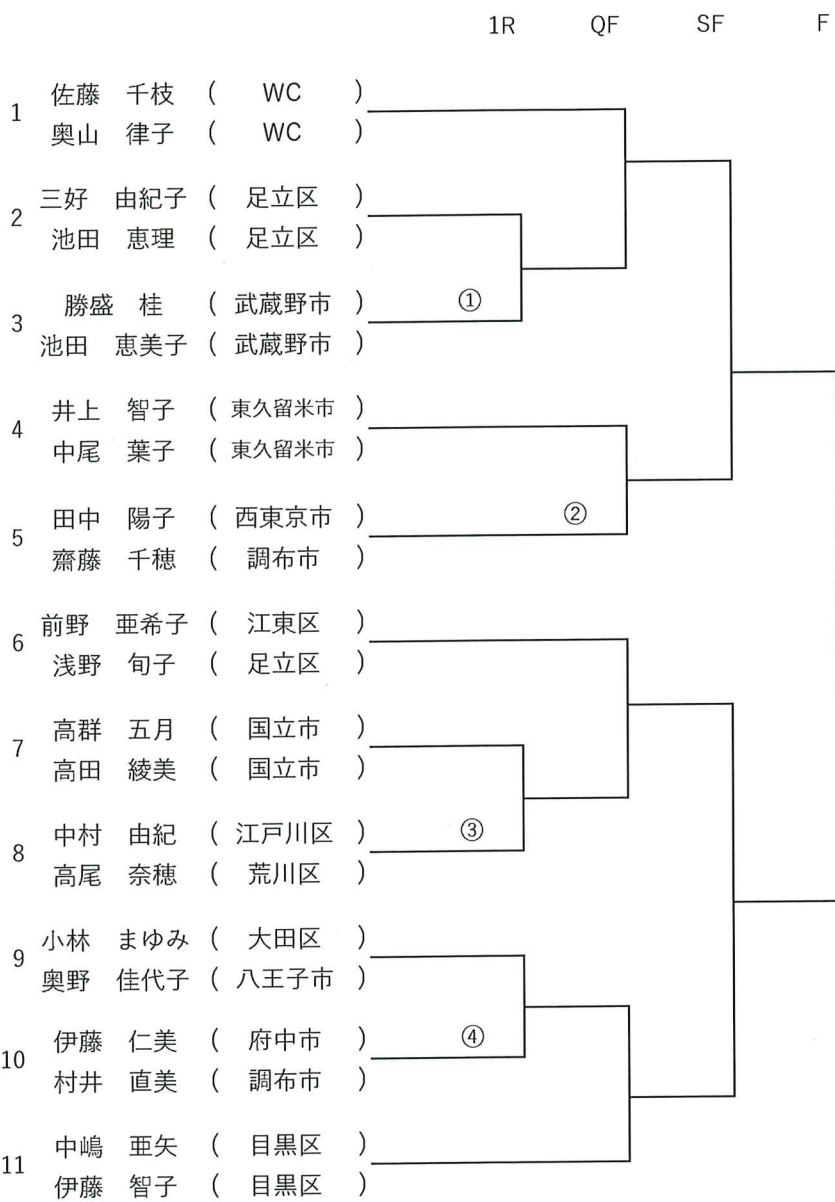 1R QF SF F
1 佐藤 千枝 ( WC )
奥山 律子 ( WC )
2 三好 由紀子 ( 足立区 )
池田 恵理 ( 足立区 )
3 勝盛 桂 ( 武蔵野市 ) ①
池田 恵美子 ( 武蔵野市 )
4 井上 智子 ( 東久留米市 )
中尾 葉子 ( 東久留米市 )
5 田中 陽子 ( 西東京市 ) ②
齋藤 千穂 ( 調布市 )
6 前野 亜希子 ( 江東区 )
浅野 旬子 ( 足立区 )
7 高群 五月 ( 国立市 )
高田 綾美 ( 国立市 )
8 中村 由紀 ( 江戸川区 ) ③
高尾 奈穂 ( 荒川区 )
9 小林 まゆみ ( 大田区 )
奥野 佳代子 ( 八王子市 )
10 伊藤 仁美 ( 府中市 ) ④
村井 直美 ( 調布市 )
11 中嶋 亜矢 ( 目黒区 )
伊藤 智子 ( 目黒区 )